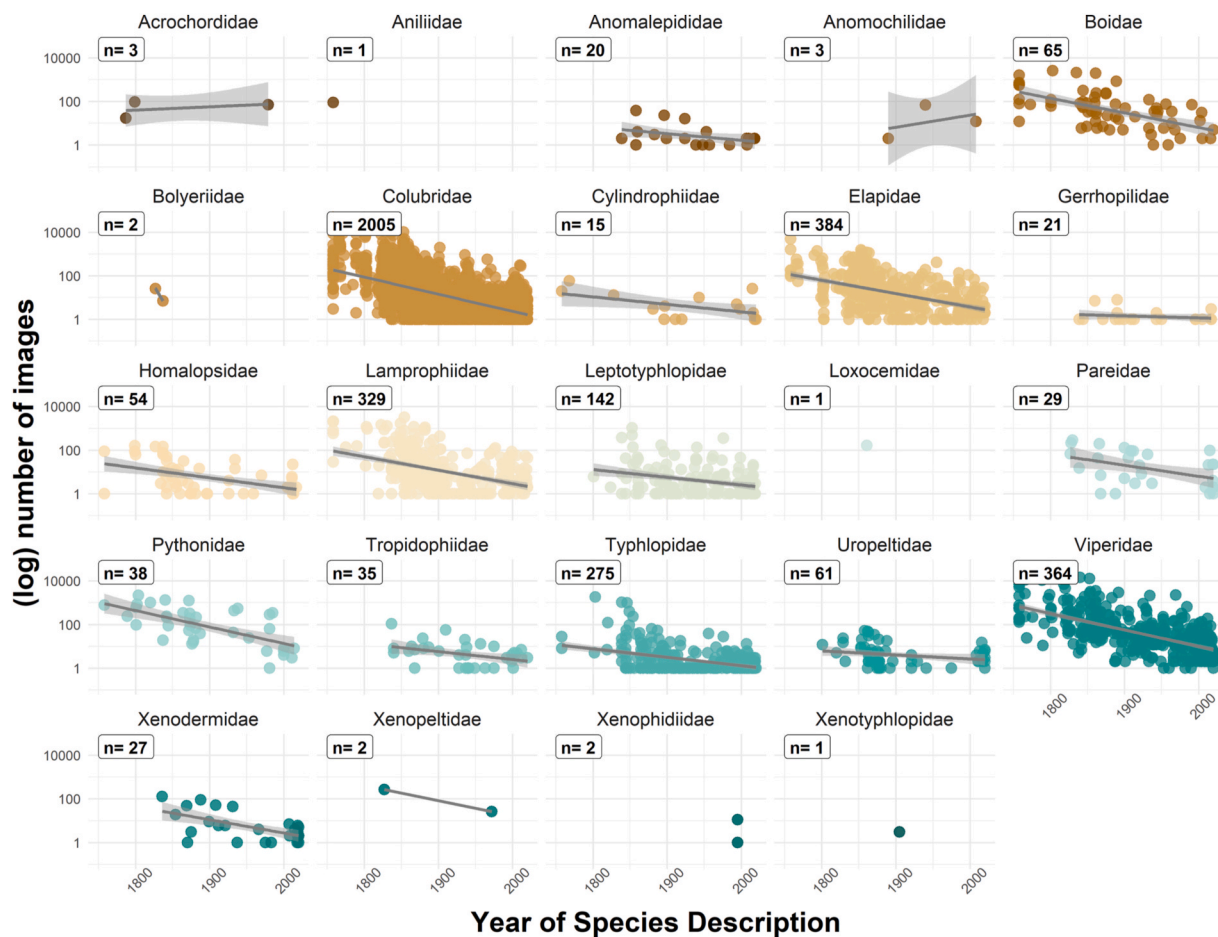 Acrochordidae Aniliidae Anomalepididae Anomochilidae Boidae
n= 3 n= 1 n= 20 n= 3 n= 65
10000
100
1
Bolyeriidae Colubridae Cylindrophiidae Elapidae Gerrhopilidae
n= 2 n= 2005 n= 15 n= 384 n= 21
10000
100
1
(log) number of images
Homalopsidae Lamprophiidae Leptotyphlopidae Loxocemidae Pareidae
n= 54 n= 329 n= 142 n= 1 n= 29
10000
100
1
Pythonidae Tropidophiidae Typhlopidae Uropeltidae Viperidae
n= 38 n= 35 n= 275 n= 61 n= 364
10000
100
1
1800 1900 2000
Xenodermidae Xenopeltidae Xenophidiidae Xenotyphlopidae
n= 27 n= 2 n= 2 n= 1
10000
100
1
1800 1900 2000 1800 1900 2000 1800 1900 2000 1800 1900 2000
Year of Species Description